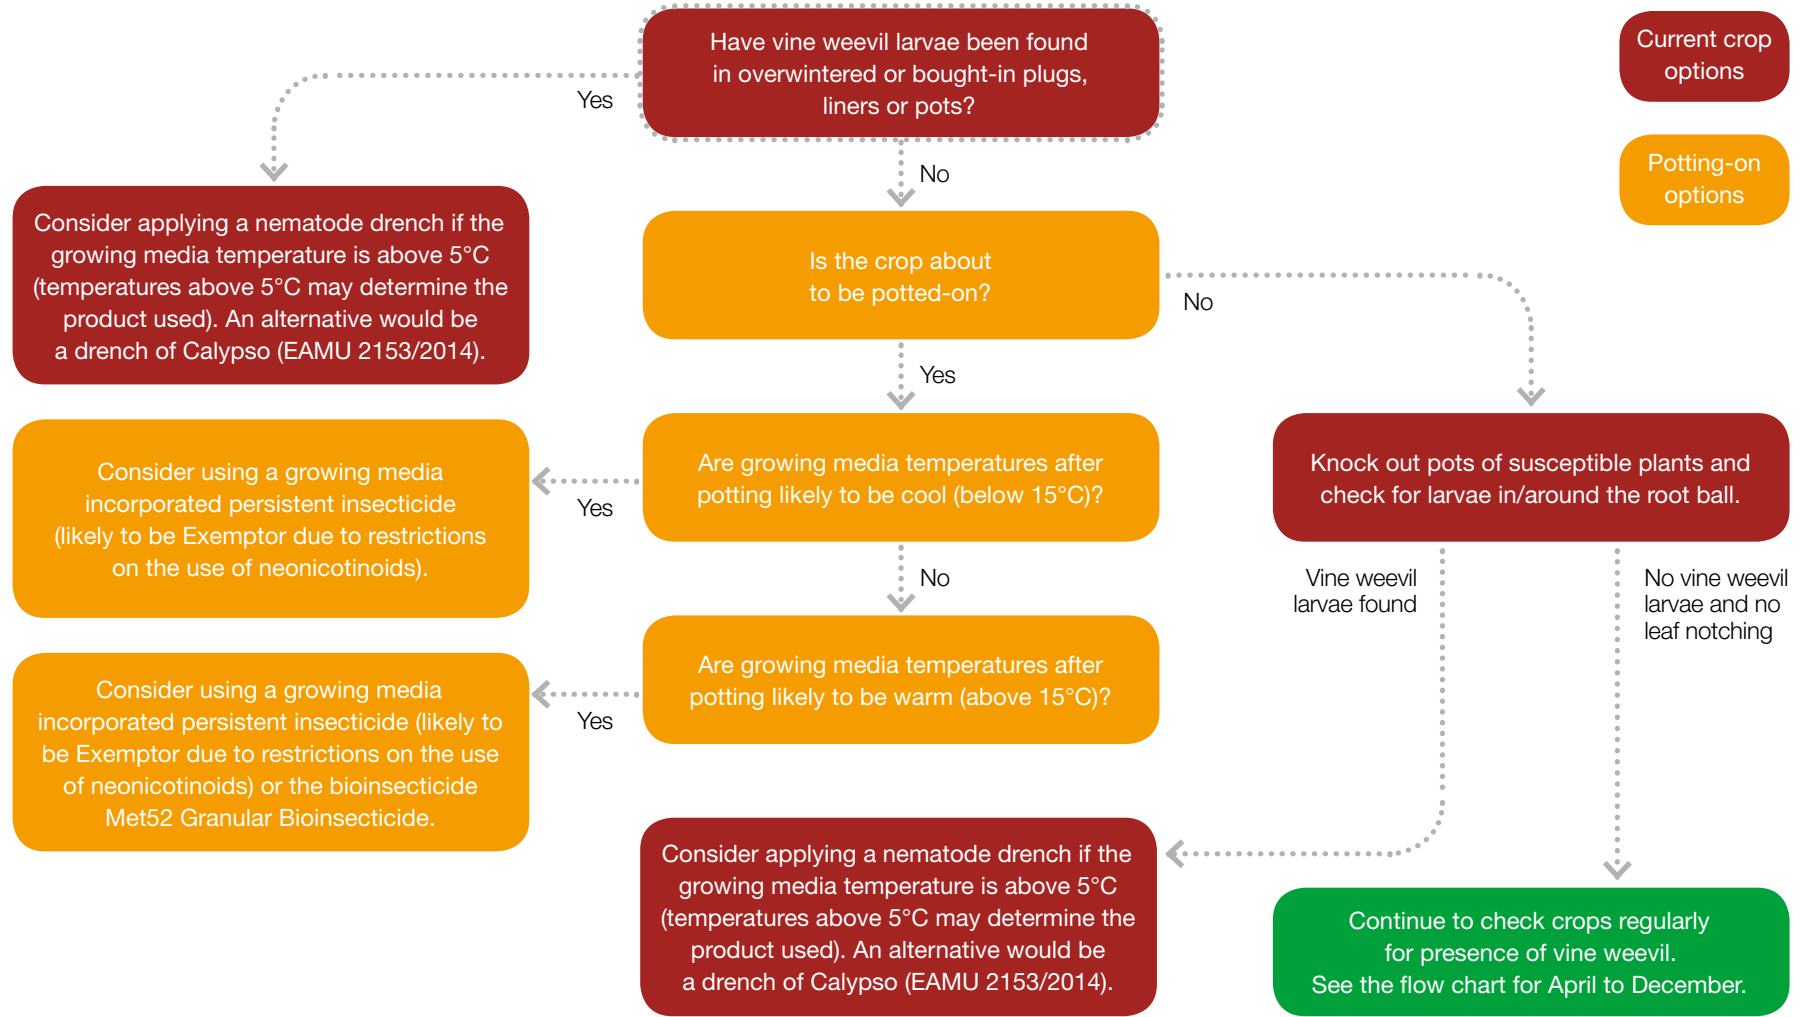 Have vine weevil larvae been found
in overwintered or bought-in plugs,
liners or pots?
Current crop
options
Potting-on
options
Yes
No
Consider applying a nematode drench if the
growing media temperature is above 5°C
(temperatures above 5°C may determine the
product used). An alternative would be
a drench of Calypso (EAMU 2153/2014).
Is the crop about
to be potted-on?
No
Yes
Consider using a growing media
incorporated persistent insecticide
(likely to be Exemptor due to restrictions
on the use of neonicotinoids).
Yes
Are growing media temperatures after
potting likely to be cool (below 15°C)?
Knock out pots of susceptible plants and
check for larvae in/around the root ball.
No
Vine weevil
larvae found
No vine weevil
larvae and no
leaf notching
Consider using a growing media
incorporated persistent insecticide (likely to
be Exemptor due to restrictions on the use
of neonicotinoids) or the bioinsecticide
Met52 Granular Bioinsecticide.
Yes
Are growing media temperatures after
potting likely to be warm (above 15°C)?
Consider applying a nematode drench if the
growing media temperature is above 5°C
(temperatures above 5°C may determine the
product used). An alternative would be
a drench of Calypso (EAMU 2153/2014).
Continue to check crops regularly
for presence of vine weevil.
See the flow chart for April to December.